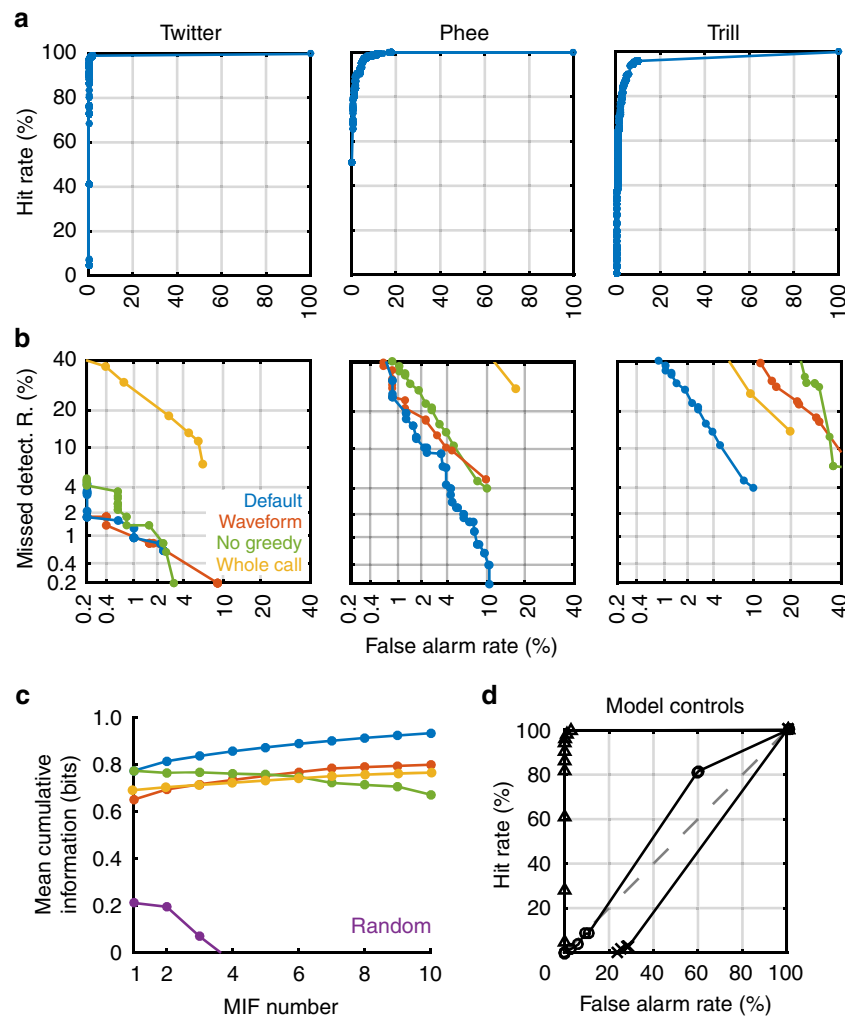 a
Twitter
Phee
Trill
Hit rate (%)
100
80
60
40
20
0
0 20 40 60 80 100
0 20 40 60 80 100
0 20 40 60 80 100
b
Missed detect. R. (%)
40
20
10
4
2
1
0.4
0.2
Default
Waveform
No greedy
Whole call
0.2 0.4 1 2 4 10 20 40
0.2 0.4 1 2 4 10 20 40
0.2 0.4 1 2 4 10 20 40
False alarm rate (%)
c
Mean cumulative
information (bits)
1.0
0.8
0.6
0.4
0.2
0
Random
1 2 4 6 8 10
MIF number
d
Model controls
Hit rate (%)
100
80
60
40
20
0
0 20 40 60 80 100
False alarm rate (%)